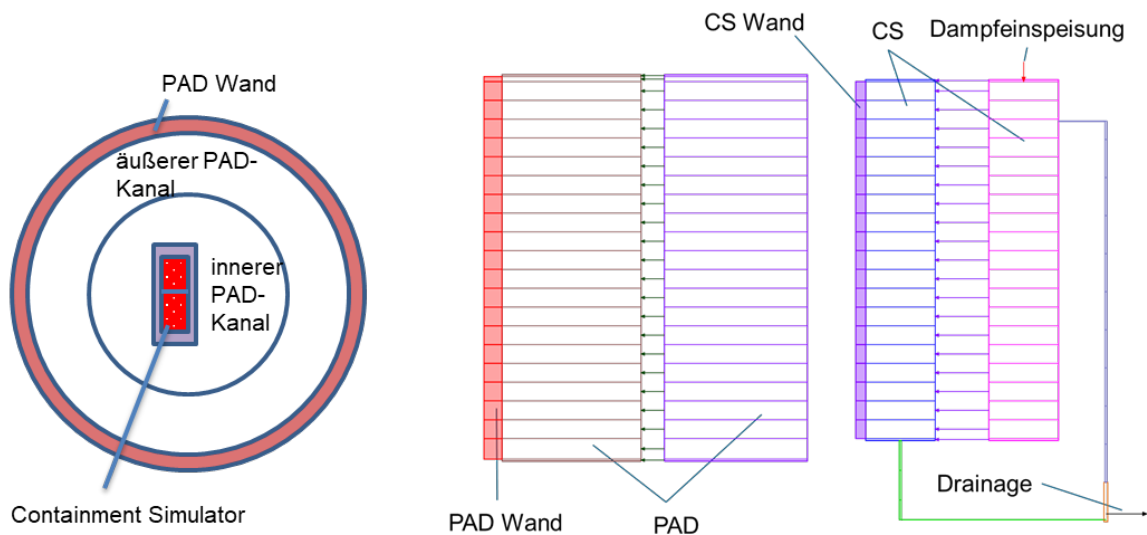 PAD Wand
äußerer PAD-
Kanal
innerer
PAD-
Kanal
Containment Simulator
CS Wand
CS
Dampfeinspeisung
PAD Wand
PAD
Drainage